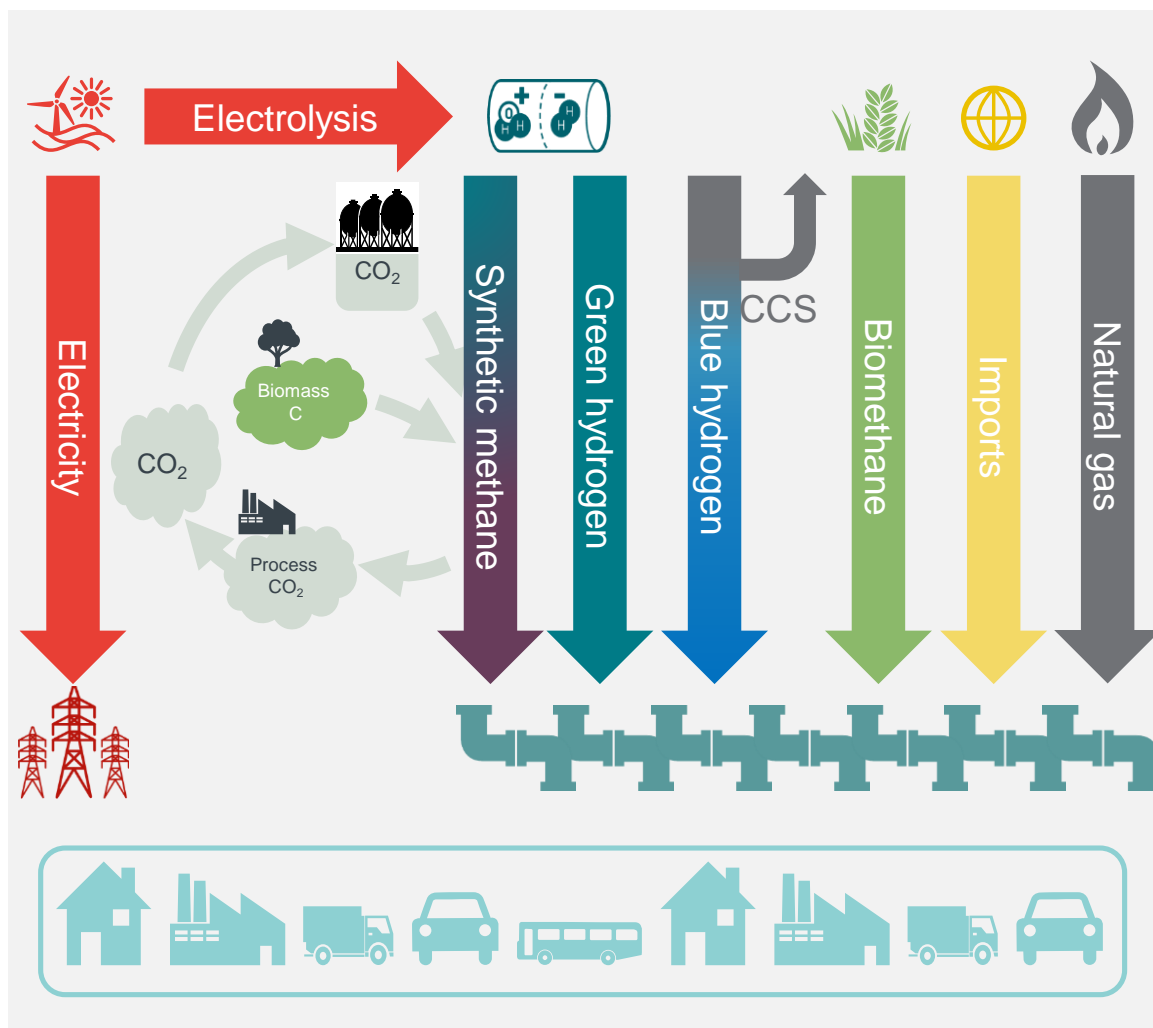 Electrolysis
+
-
O
H
H
H
H
CO₂
CCS
Biomass
C
CO₂
Process
CO₂
Electricity
Synthetic methane
Green hydrogen
Blue hydrogen
Biomethane
Imports
Natural gas